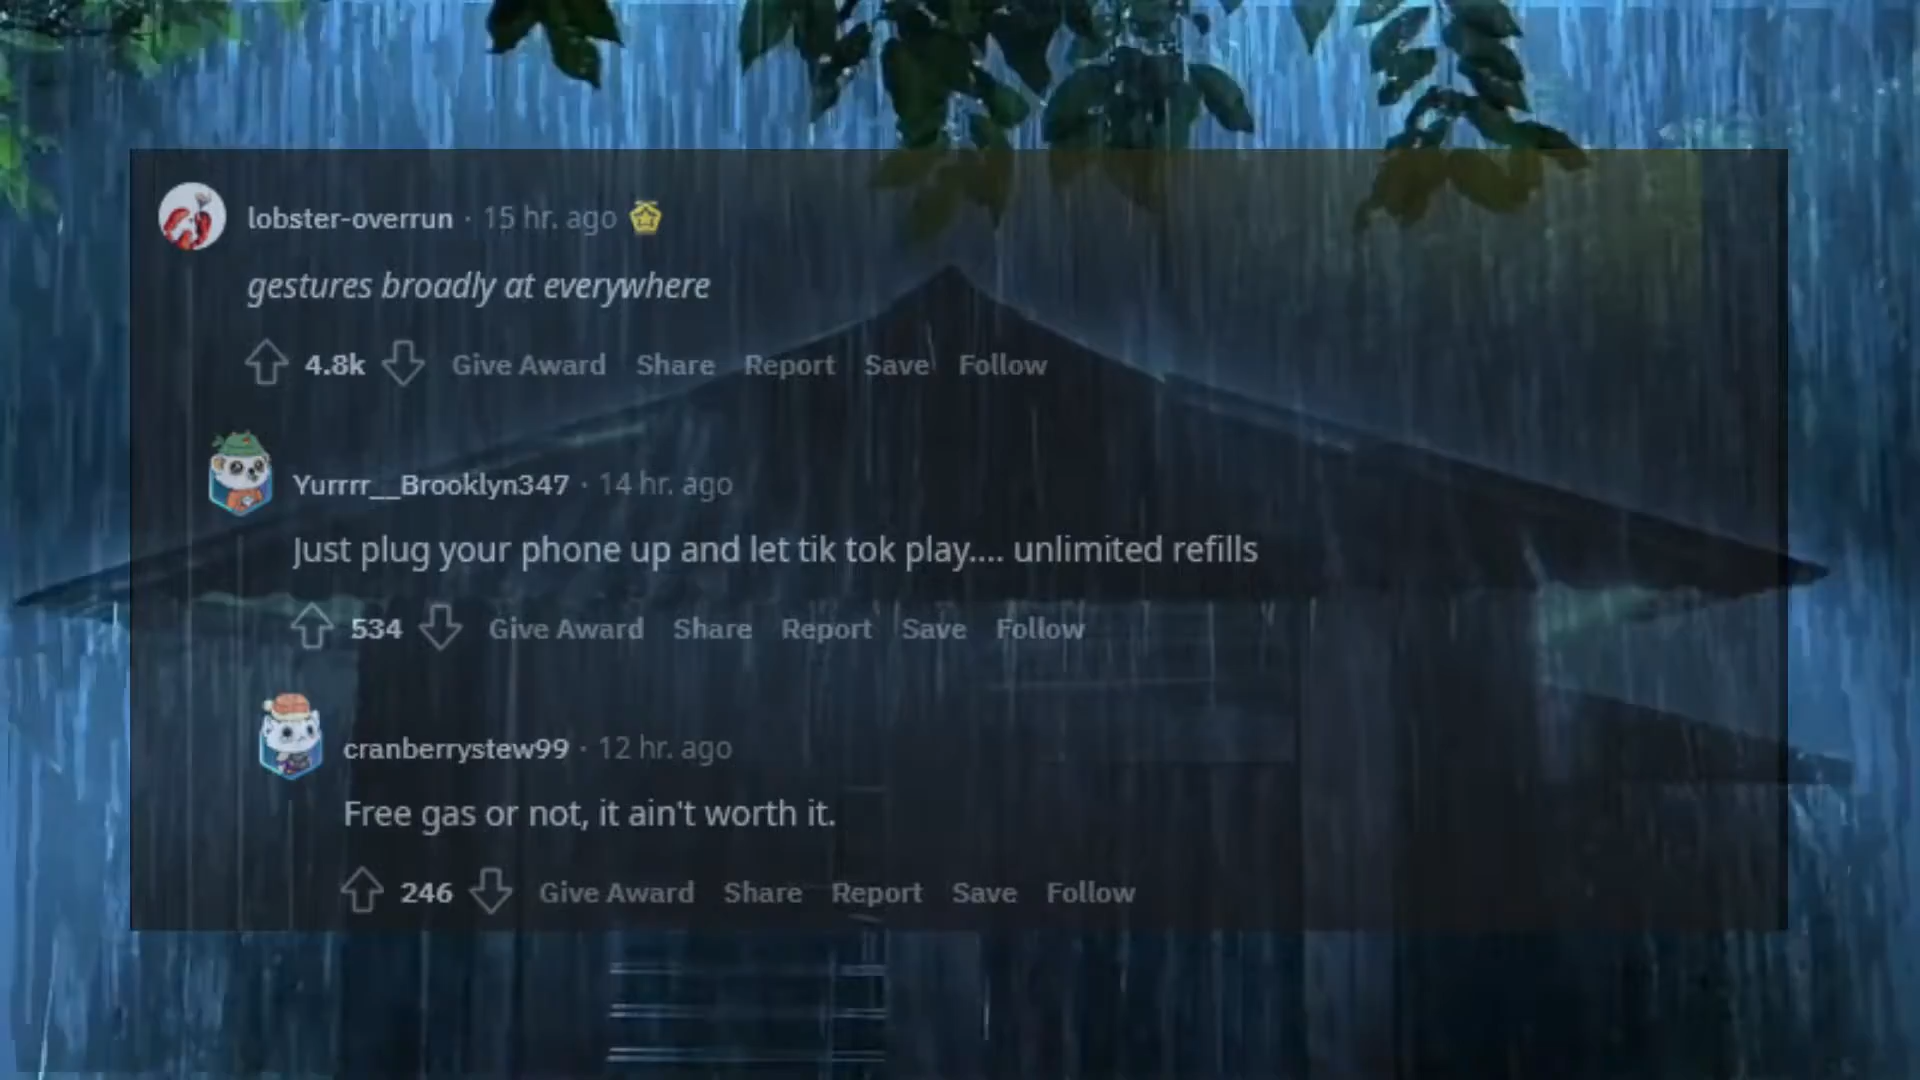 lobster-overrun · 15 hr. ago
gestures broadly at everywhere
4.8k Give Award Share Report Save Follow
Yurrrr__Brooklyn347 · 14 hr. ago
Just plug your phone up and let tik tok play.... unlimited refills
534 Give Award Share Report Save Follow
cranberrystew99 · 12 hr. ago
Free gas or not, it ain't worth it.
246 Give Award Share Report Save Follow